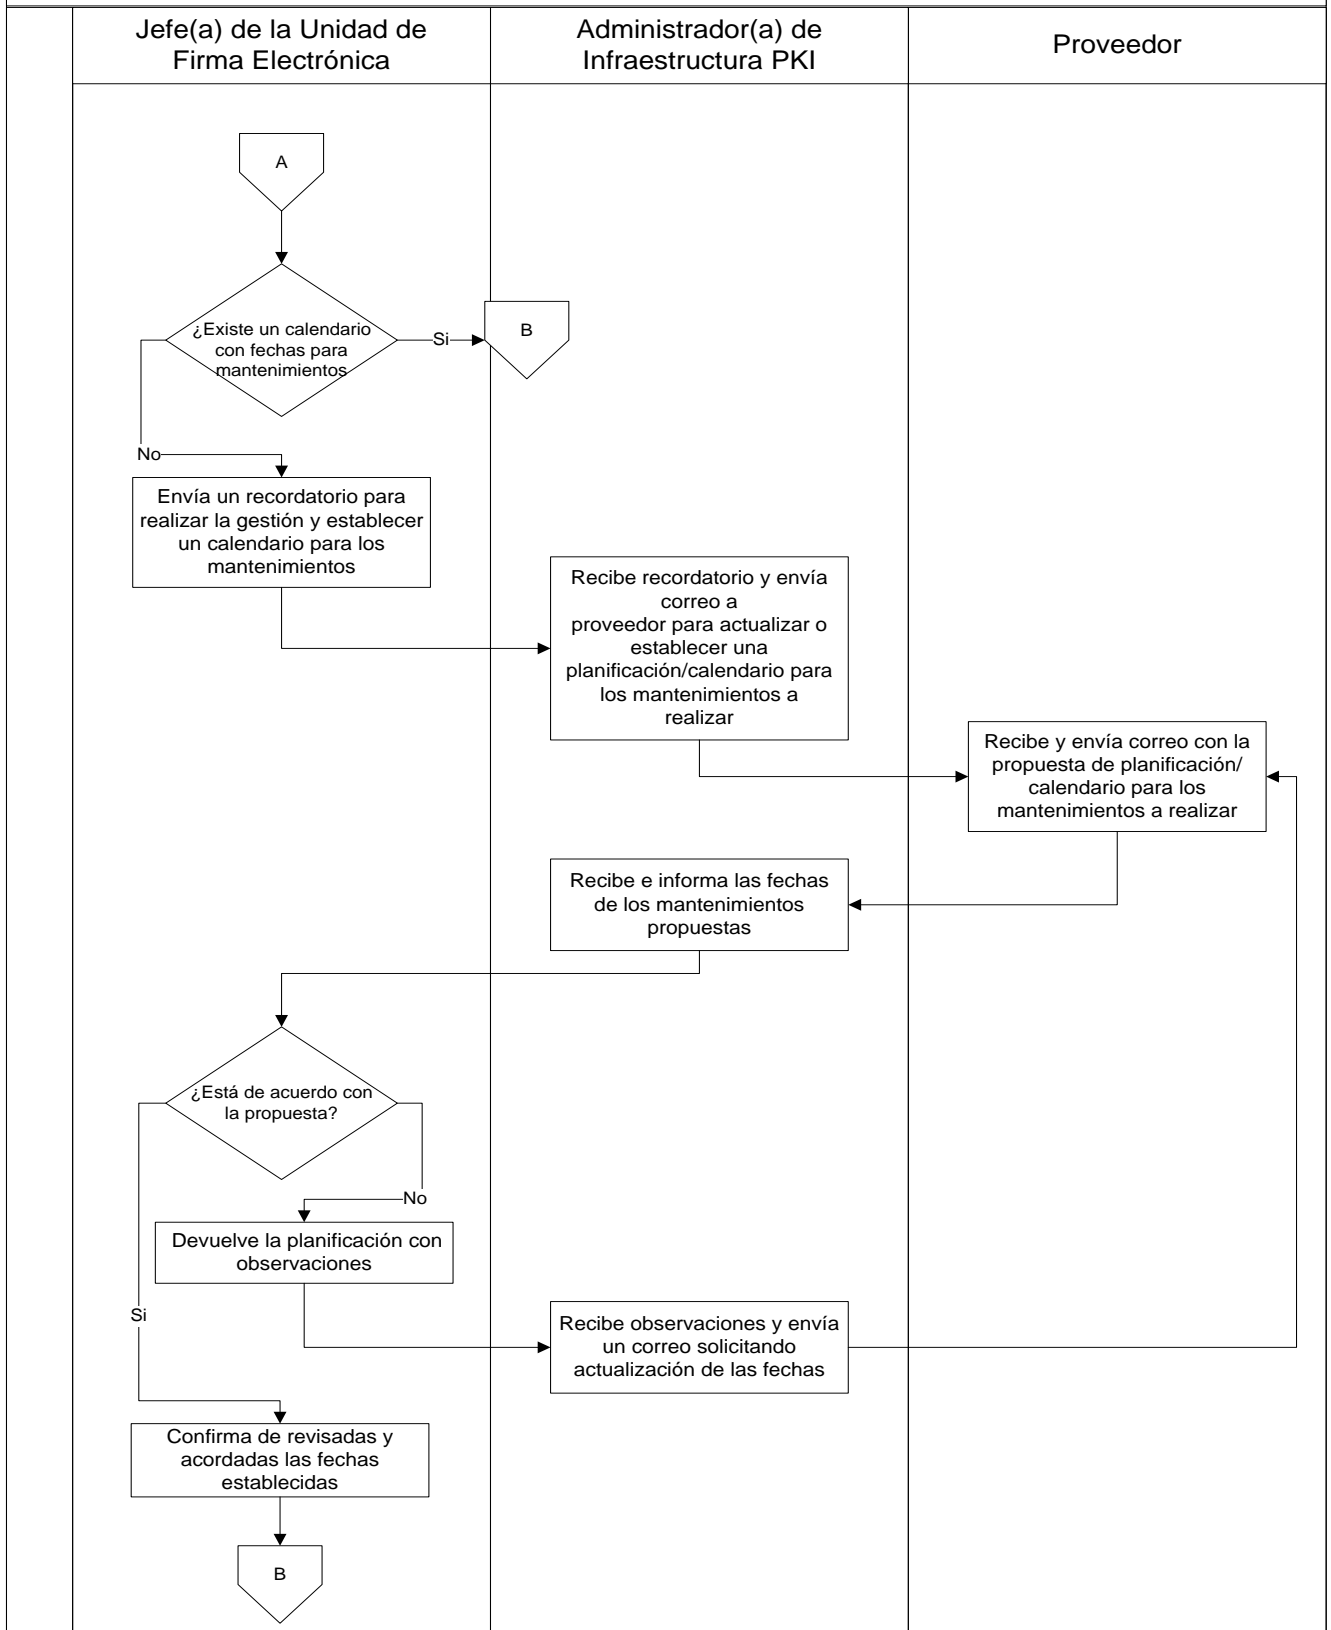 Jefe(a) de la Unidad de
Firma Electrónica
Administrador(a) de
Infraestructura PKI
Proveedor
A
¿Existe un calendario
con fechas para
mantenimientos
Si
B
No
Envía un recordatorio para
realizar la gestión y establecer
un calendario para los
mantenimientos
Recibe recordatorio y envía
correo a
proveedor para actualizar o
establecer una
planificación/calendario para
los mantenimientos a
realizar
Recibe y envía correo con la
propuesta de planificación/
calendario para los
mantenimientos a realizar
Recibe e informa las fechas
de los mantenimientos
propuestas
¿Está de acuerdo con
la propuesta?
No
Devuelve la planificación con
observaciones
Si
Recibe observaciones y envía
un correo solicitando
actualización de las fechas
Confirma de revisadas y
acordadas las fechas
establecidas
B